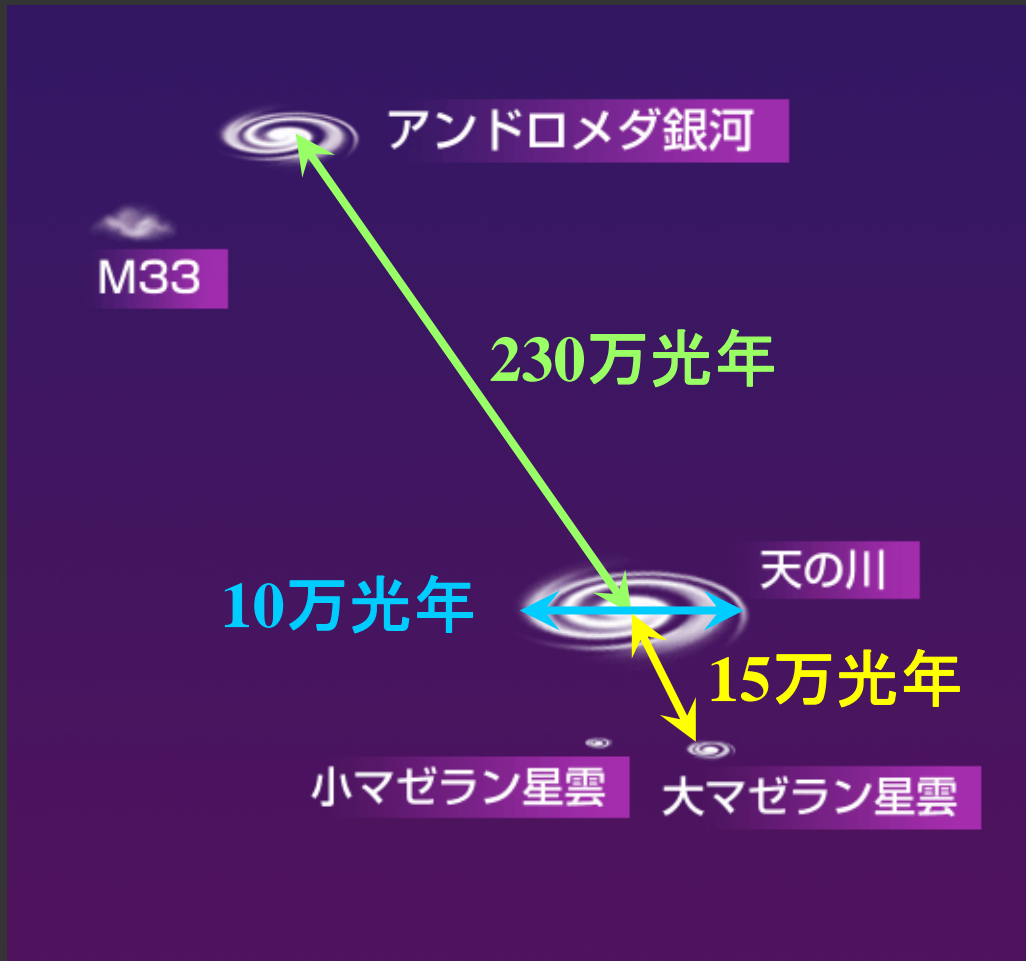 アンドロメダ銀河
M33
230万光年
天の川
10万光年
15万光年
小マゼラン星雲
大マゼラン星雲